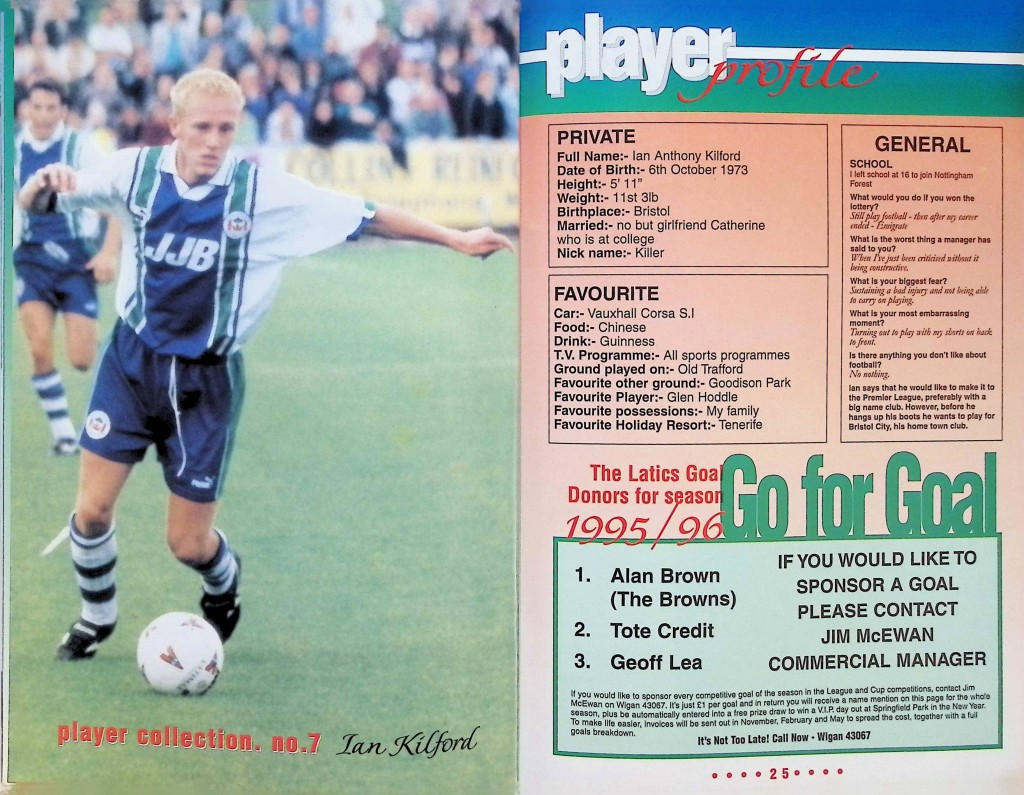 JJB
COLLINS
player collection. no.7 Ian Kilford
player
profile
PRIVATE
Full Name:- Ian Anthony Kilford
Date of Birth:- 6th October 1973
Height:- 5' 11"
Weight:- 11st 3lb
Birthplace:- Bristol
Married:- no but girlfriend Catherine
who is at college
Nick name:- Killer
FAVOURITE
Car:- Vauxhall Corsa S.I
Food:- Chinese
Drink:- Guinness
T.V. Programme:- All sports programmes
Ground played on:- Old Trafford
Favourite other ground:- Goodison Park
Favourite Player:- Glen Hoddle
Favourite possessions:- My family
Favourite Holiday Resort:- Tenerife
GENERAL
SCHOOL
I left school at 16 to join Nottingham
Forest
What would you do if you won the
lottery?
Still play football - then after my career
ended - Emigrate
What is the worst thing a manager has
said to you?
When I've just been criticised without it
being constructive.
What is your biggest fear?
Sustaining a bad injury and not being able
to carry on playing.
What is your most embarrassing
moment?
Turning out to play with my shorts on back
to front.
Is there anything you don't like about
football?
No nothing.
Ian says that he would like to make it to
the Premier League, preferably with a
big name club. However, before he
hangs up his boots he wants to play for
Bristol City, his home town club.
The Latics Goal
Donors for season
1995/96
Go for Goal
1. Alan Brown
(The Browns)
2. Tote Credit
3. Geoff Lea
IF YOU WOULD LIKE TO
SPONSOR A GOAL
PLEASE CONTACT
JIM McEWAN
COMMERCIAL MANAGER
If you would like to sponsor every competitive goal of the season in the League and Cup competitions, contact Jim
McEwan on Wigan 43067. It's just £1 per goal and in return you will receive a name mention on this page for the whole
season, plus be automatically entered into a free prize draw to win a V.I.P. day out at Springfield Park in the New Year.
To make life easier, invoices will be sent out in November, February and May to spread the cost, together with a full
goals breakdown.
It's Not Too Late! Call Now - Wigan 43067
25